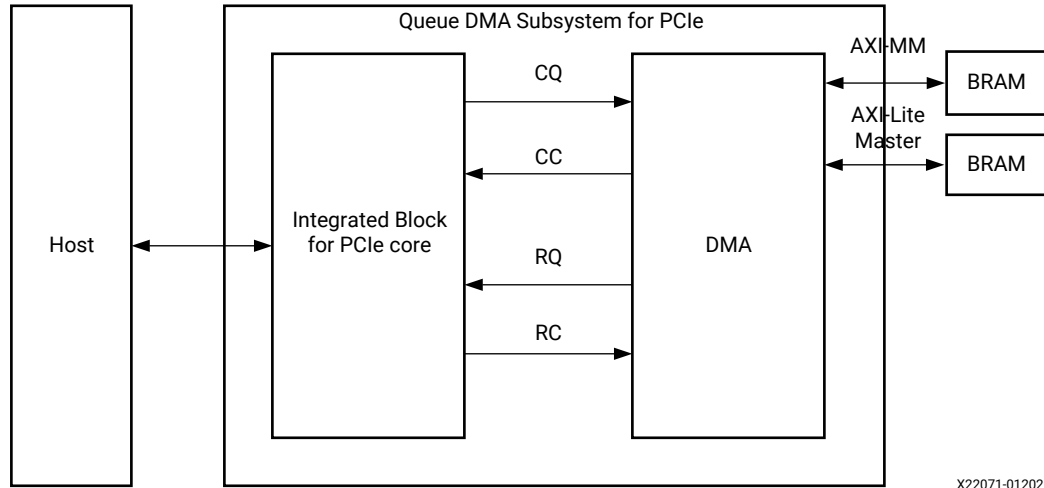 Queue DMA Subsystem for PCIe
Host
Integrated Block
for PCIe core
CQ
CC
RQ
RC
DMA
AXI-MM
AXI-Lite
Master
BRAM
BRAM
X22071-01202